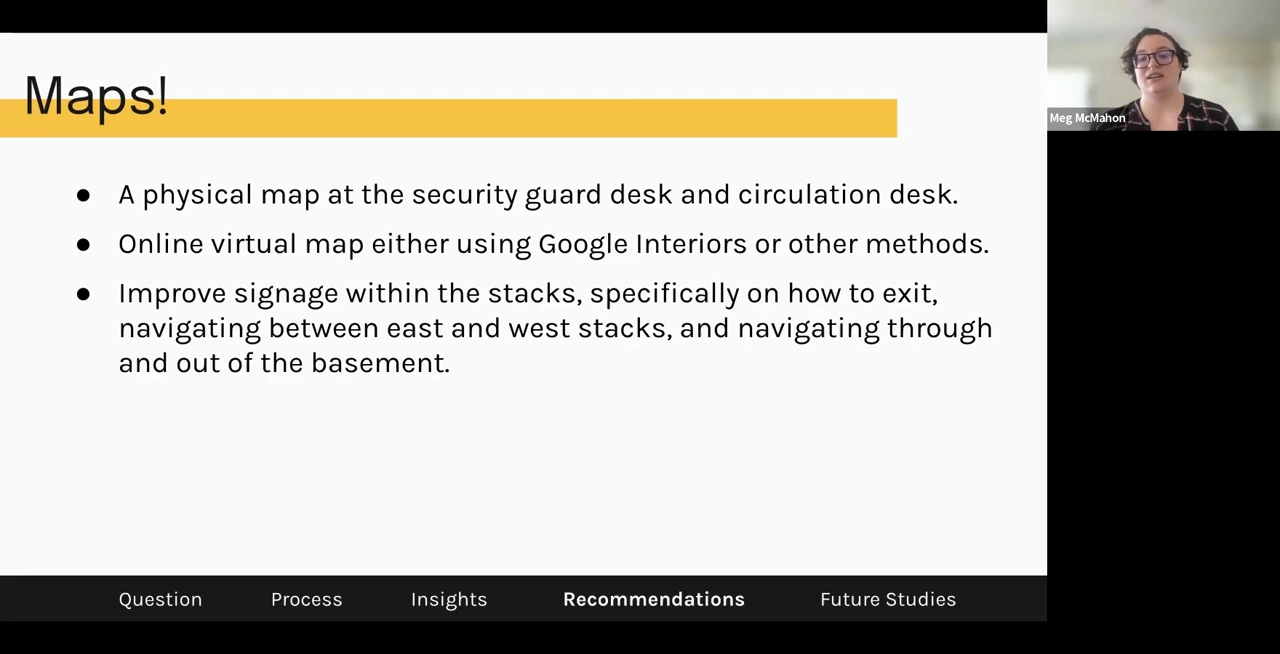 Maps!
● A physical map at the security guard desk and circulation desk.
● Online virtual map either using Google Interiors or other methods.
● Improve signage within the stacks, specifically on how to exit,
navigating between east and west stacks, and navigating through
and out of the basement.
Question Process Insights Recommendations Future Studies
Meg McMahon